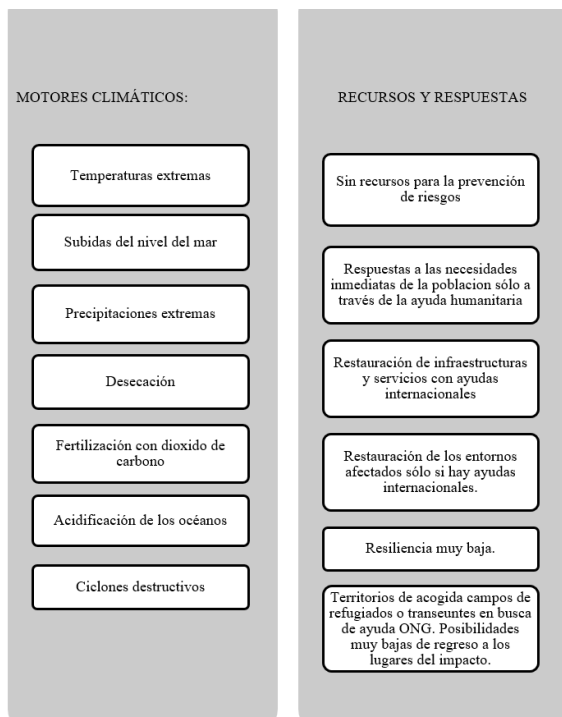 MOTORES CLIMÁTICOS:
Temperaturas extremas
Subidas del nivel del mar
Precipitaciones extremas
Desecación
Fertilización con dioxido de
carbono
Acidificación de los océanos
Ciclones destructivos
RECURSOS Y RESPUESTAS
Sin recursos para la prevención
de riesgos
Respuestas a las necesidades
inmediatas de la poblacion sólo a
través de la ayuda humanitaria
Restauración de infraestructuras
y servicios con ayudas
internacionales
Restauración de los entornos
afectados sólo si hay ayudas
internacionales.
Resiliencia muy baja.
Territorios de acogida campos de
refugiados o transeuntes en busca
de ayuda ONG. Posibilidades
muy bajas de regreso a los
lugares del impacto.